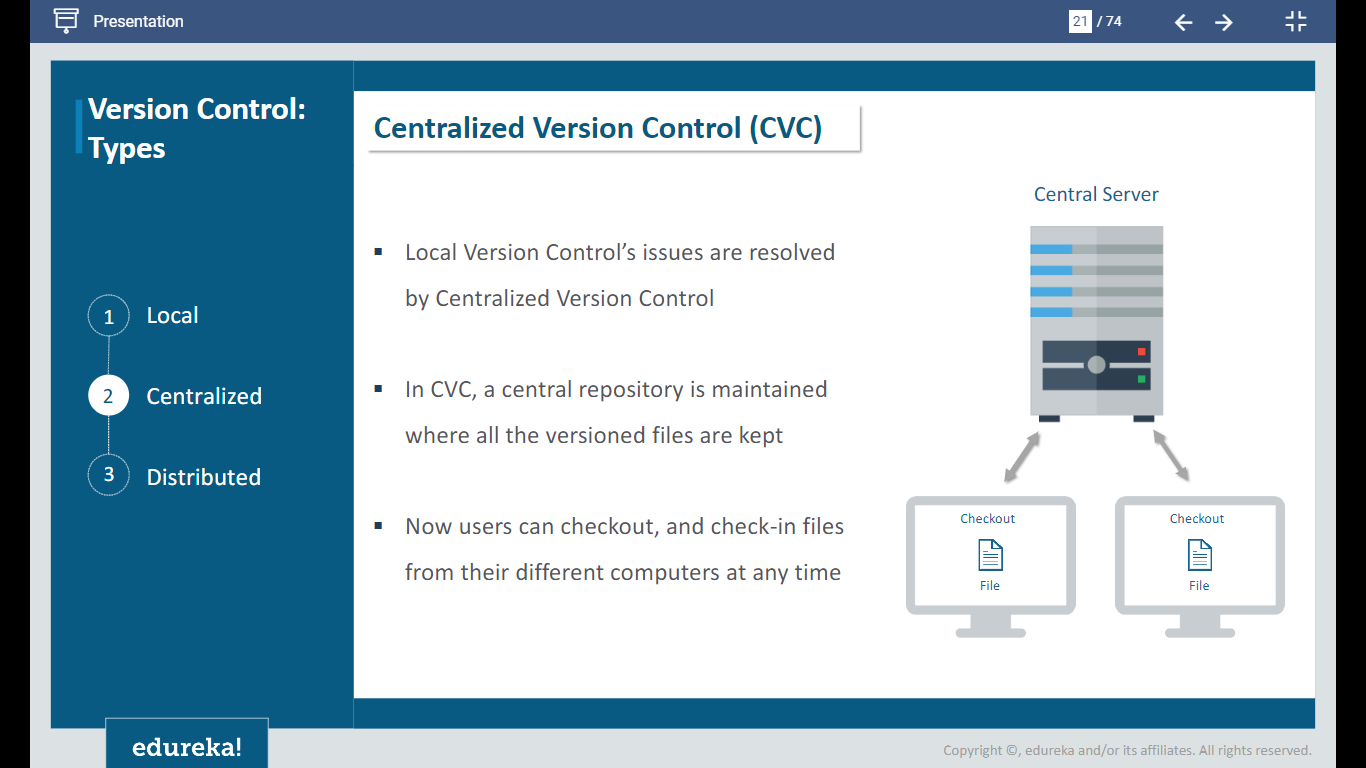 Presentation
21 / 74
Version Control:
Types
1 Local
2 Centralized
3 Distributed
Centralized Version Control (CVC)
▪ Local Version Control’s issues are resolved
by Centralized Version Control
▪ In CVC, a central repository is maintained
where all the versioned files are kept
▪ Now users can checkout, and check-in files
from their different computers at any time
Central Server
Checkout
File
Checkout
File
edureka!
Copyright ©, edureka and/or its affiliates. All rights reserved.